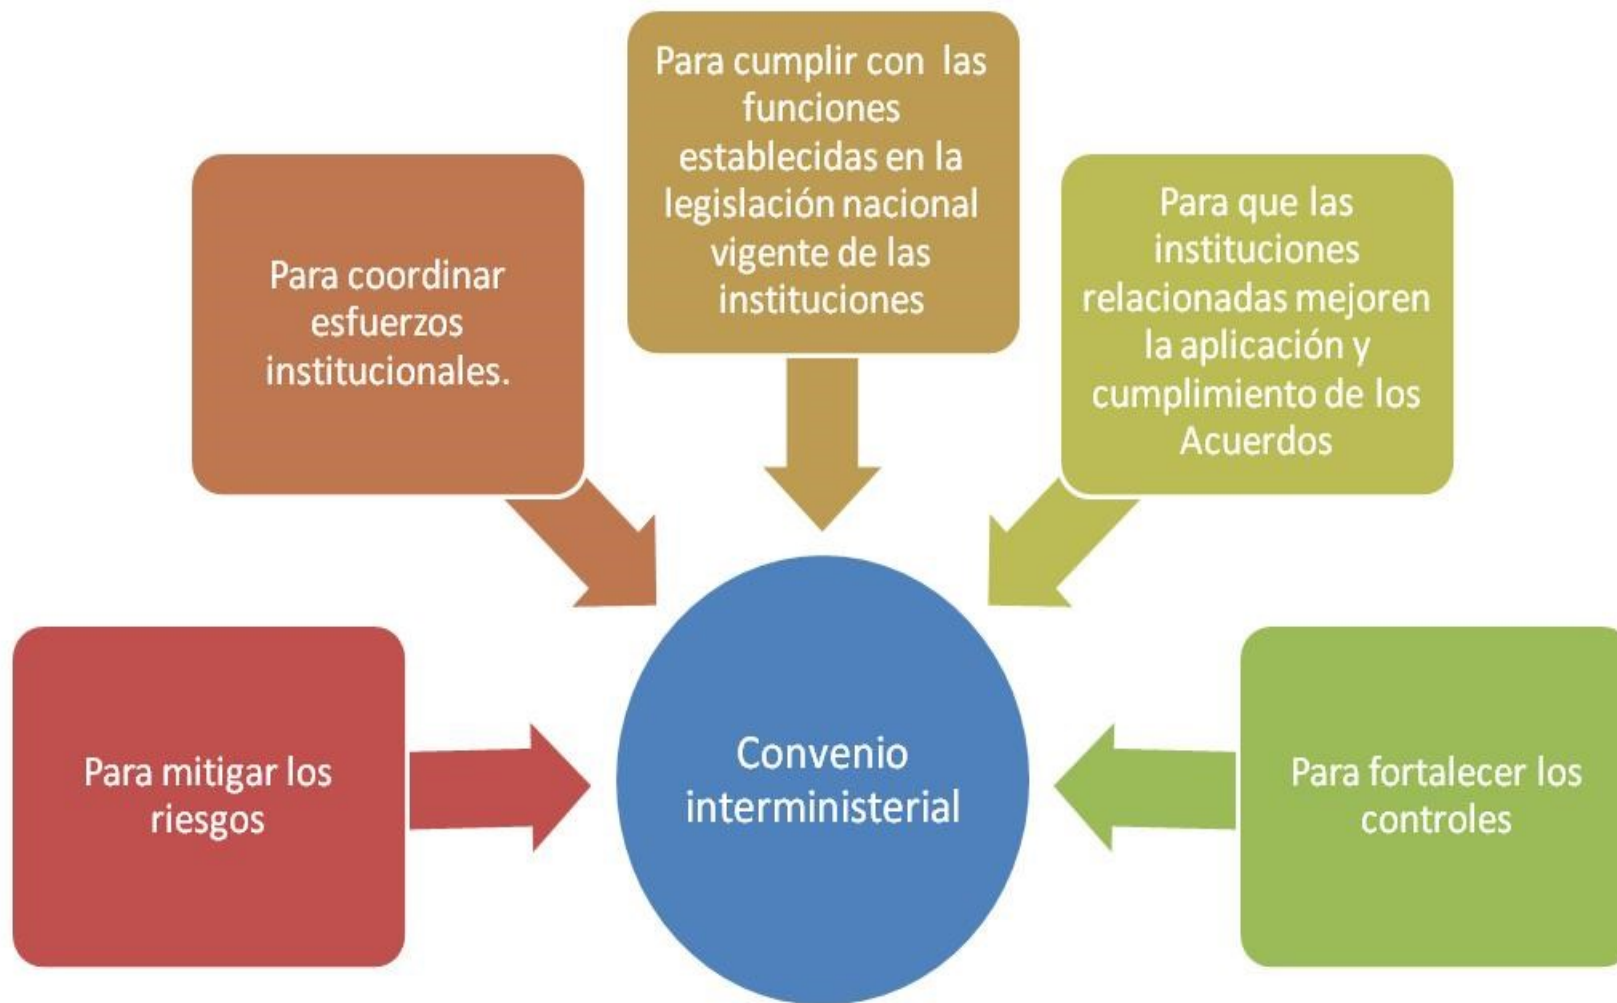 Para cumplir con las
funciones
establecidas en la
legislación nacional
vigente de las
instituciones
Para coordinar
esfuerzos
institucionales.
Para que las
instituciones
relacionadas mejoren
la aplicación y
cumplimiento de los
Acuerdos
Para mitigar los
riesgos
Convenio
interministerial
Para fortalecer los
controles